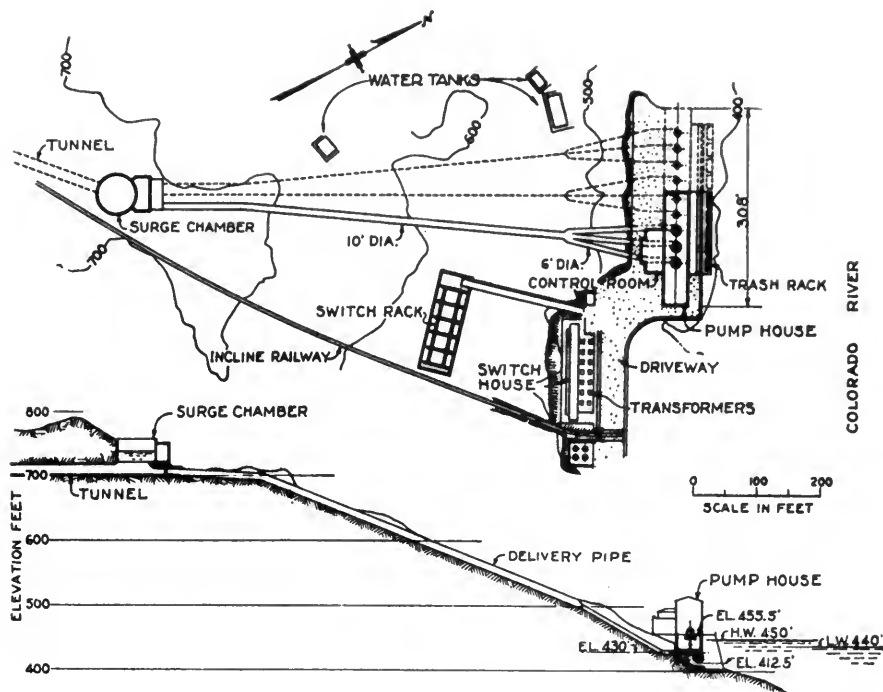 N
700
WATER TANKS
500
400
600
TUNNEL
SURGE CHAMBER
700
10' DIA.
6' DIA.
CONTROL ROOM
308'
TRASH RACK
SWITCH RACK
PUMP HOUSE
INCLINE RAILWAY
SWITCH HOUSE
DRIVEWAY
TRANSFORMERS
COLORADO RIVER
800
SURGE CHAMBER
700
TUNNEL
600
DELIVERY PIPE
500
400
ELEVATION FEET
0 100 200
SCALE IN FEET
PUMP HOUSE
EL. 455.5'
H.W. 450'
L.W. 440'
EL. 430'
EL. 412.5'